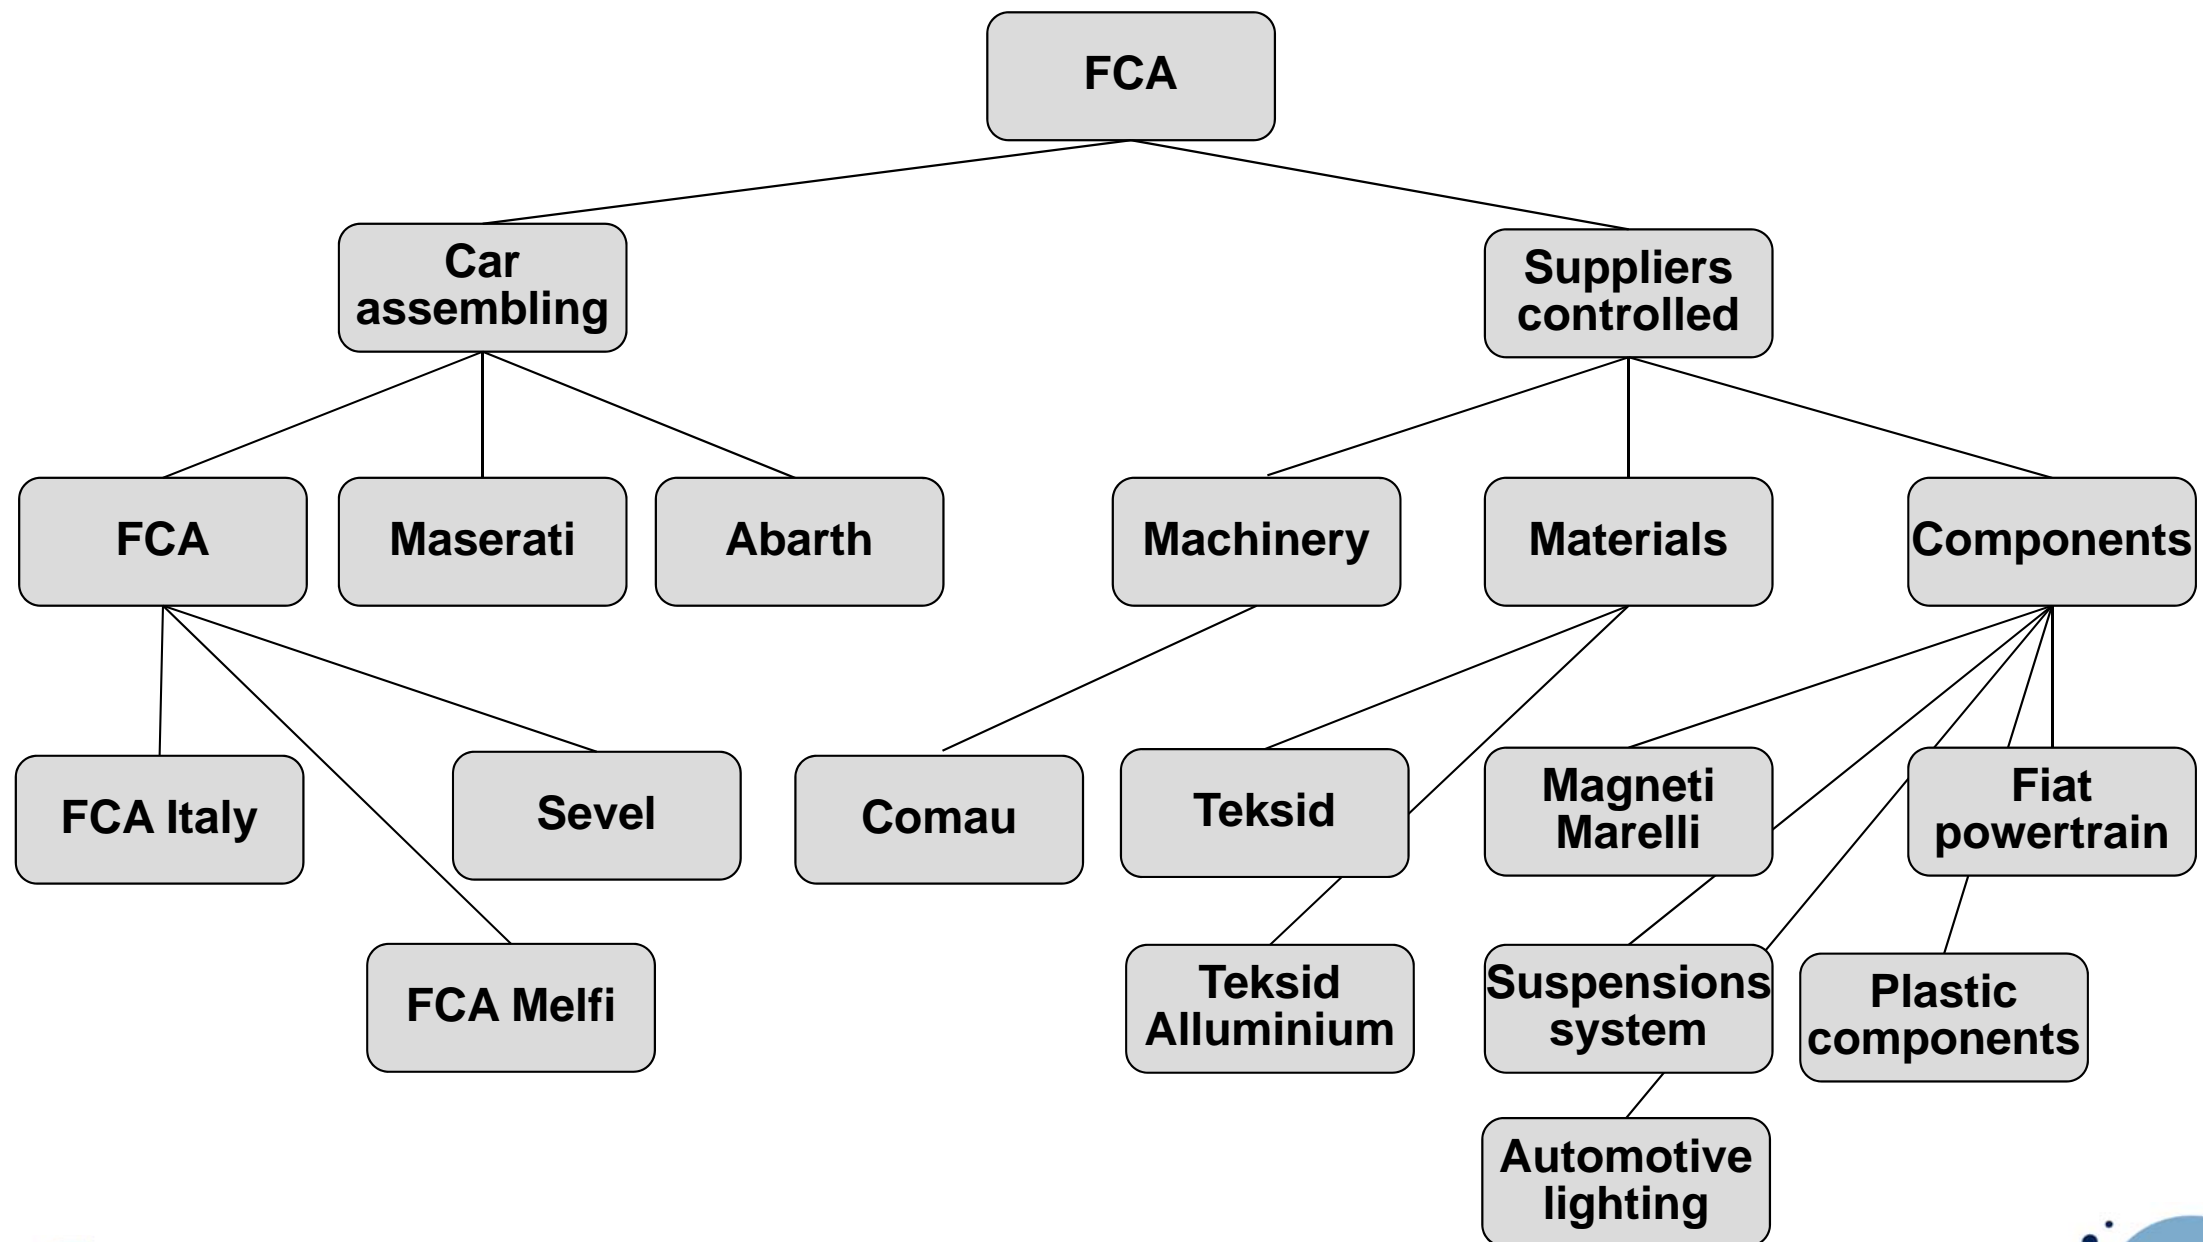 FCA
Car
assembling
Suppliers
controlled
FCA
Maserati
Abarth
Machinery
Materials
Components
FCA Italy
Sevel
Comau
Teksid
Magneti
Marelli
Fiat
powertrain
FCA Melfi
Teksid
Alluminium
Suspensions
system
Plastic
components
Automotive
lighting